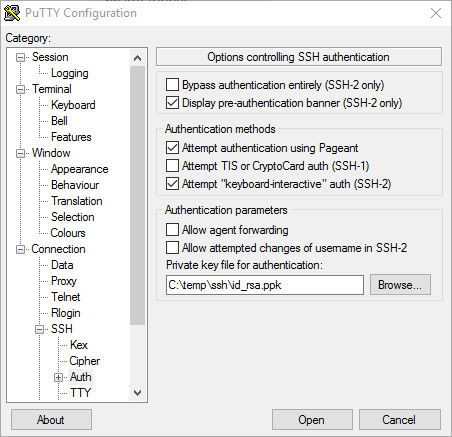 PuTTY Configuration
Category:
Session
Logging
Terminal
Keyboard
Bell
Features
Window
Appearance
Behaviour
Translation
Selection
Colours
Connection
Data
Proxy
Telnet
Rlogin
SSH
Kex
Cipher
Auth
TTY
Options controlling SSH authentication
Bypass authentication entirely (SSH-2 only)
Display pre-authentication banner (SSH-2 only)
Authentication methods
Attempt authentication using Pageant
Attempt TIS or CryptoCard auth (SSH-1)
Attempt "keyboard-interactive" auth (SSH-2)
Authentication parameters
Allow agent forwarding
Allow attempted changes of username in SSH-2
Private key file for authentication:
C:\temp\ssh\id_rsa.ppk
Browse...
About
Open
Cancel